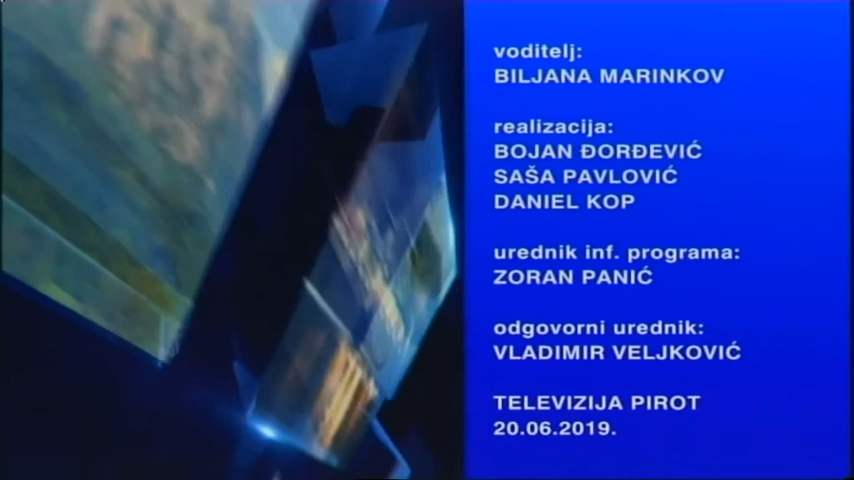 voditelj:
BILJANA MARINKOV
realizacija:
BOJAN ĐORĐEVIĆ
SAŠA PAVLOVIĆ
DANIEL KOP
urednik inf. programa:
ZORAN PANIĆ
odgovorni urednik:
VLADIMIR VELJKOVIĆ
TELEVIZIJA PIROT
20.06.2019.